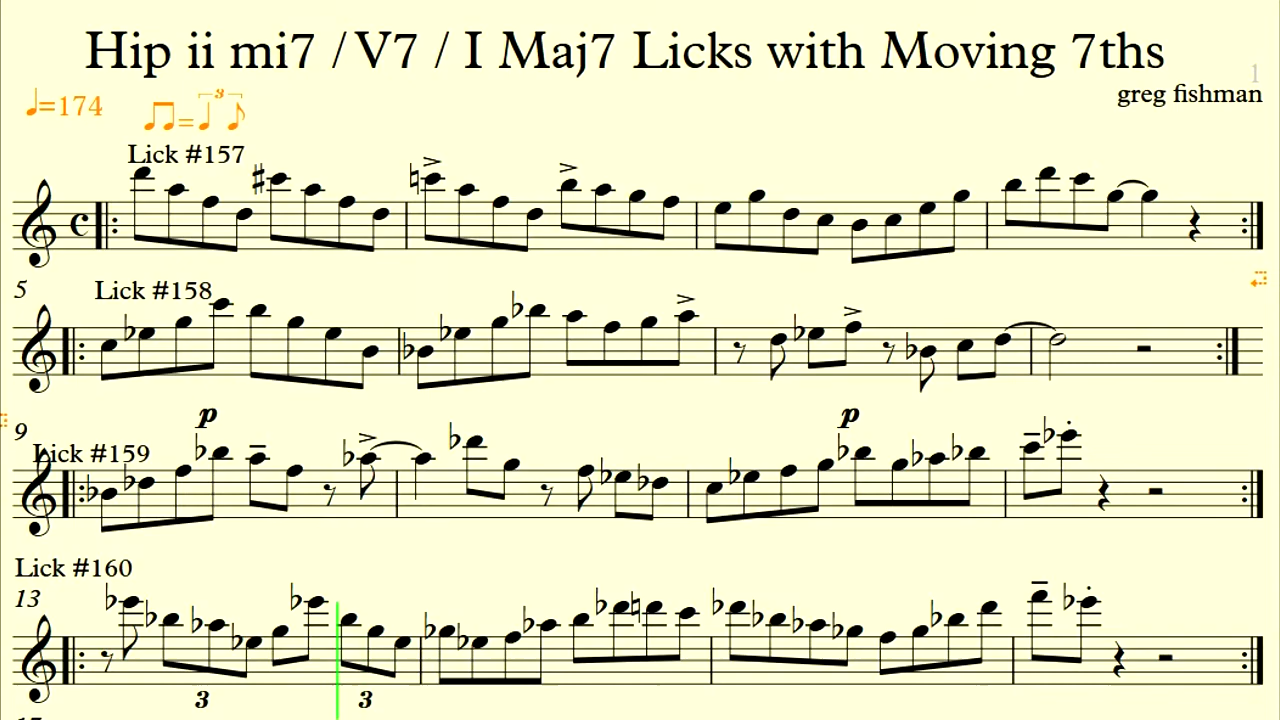 Hip ii mi7 / V7 / I Maj7 Licks with Moving 7ths
1
greg fishman
♩=174
♫=♩ ♪ 3
Lick #157
5
Lick #158
p
p
9
Lick #159
Lick #160
13
3
3